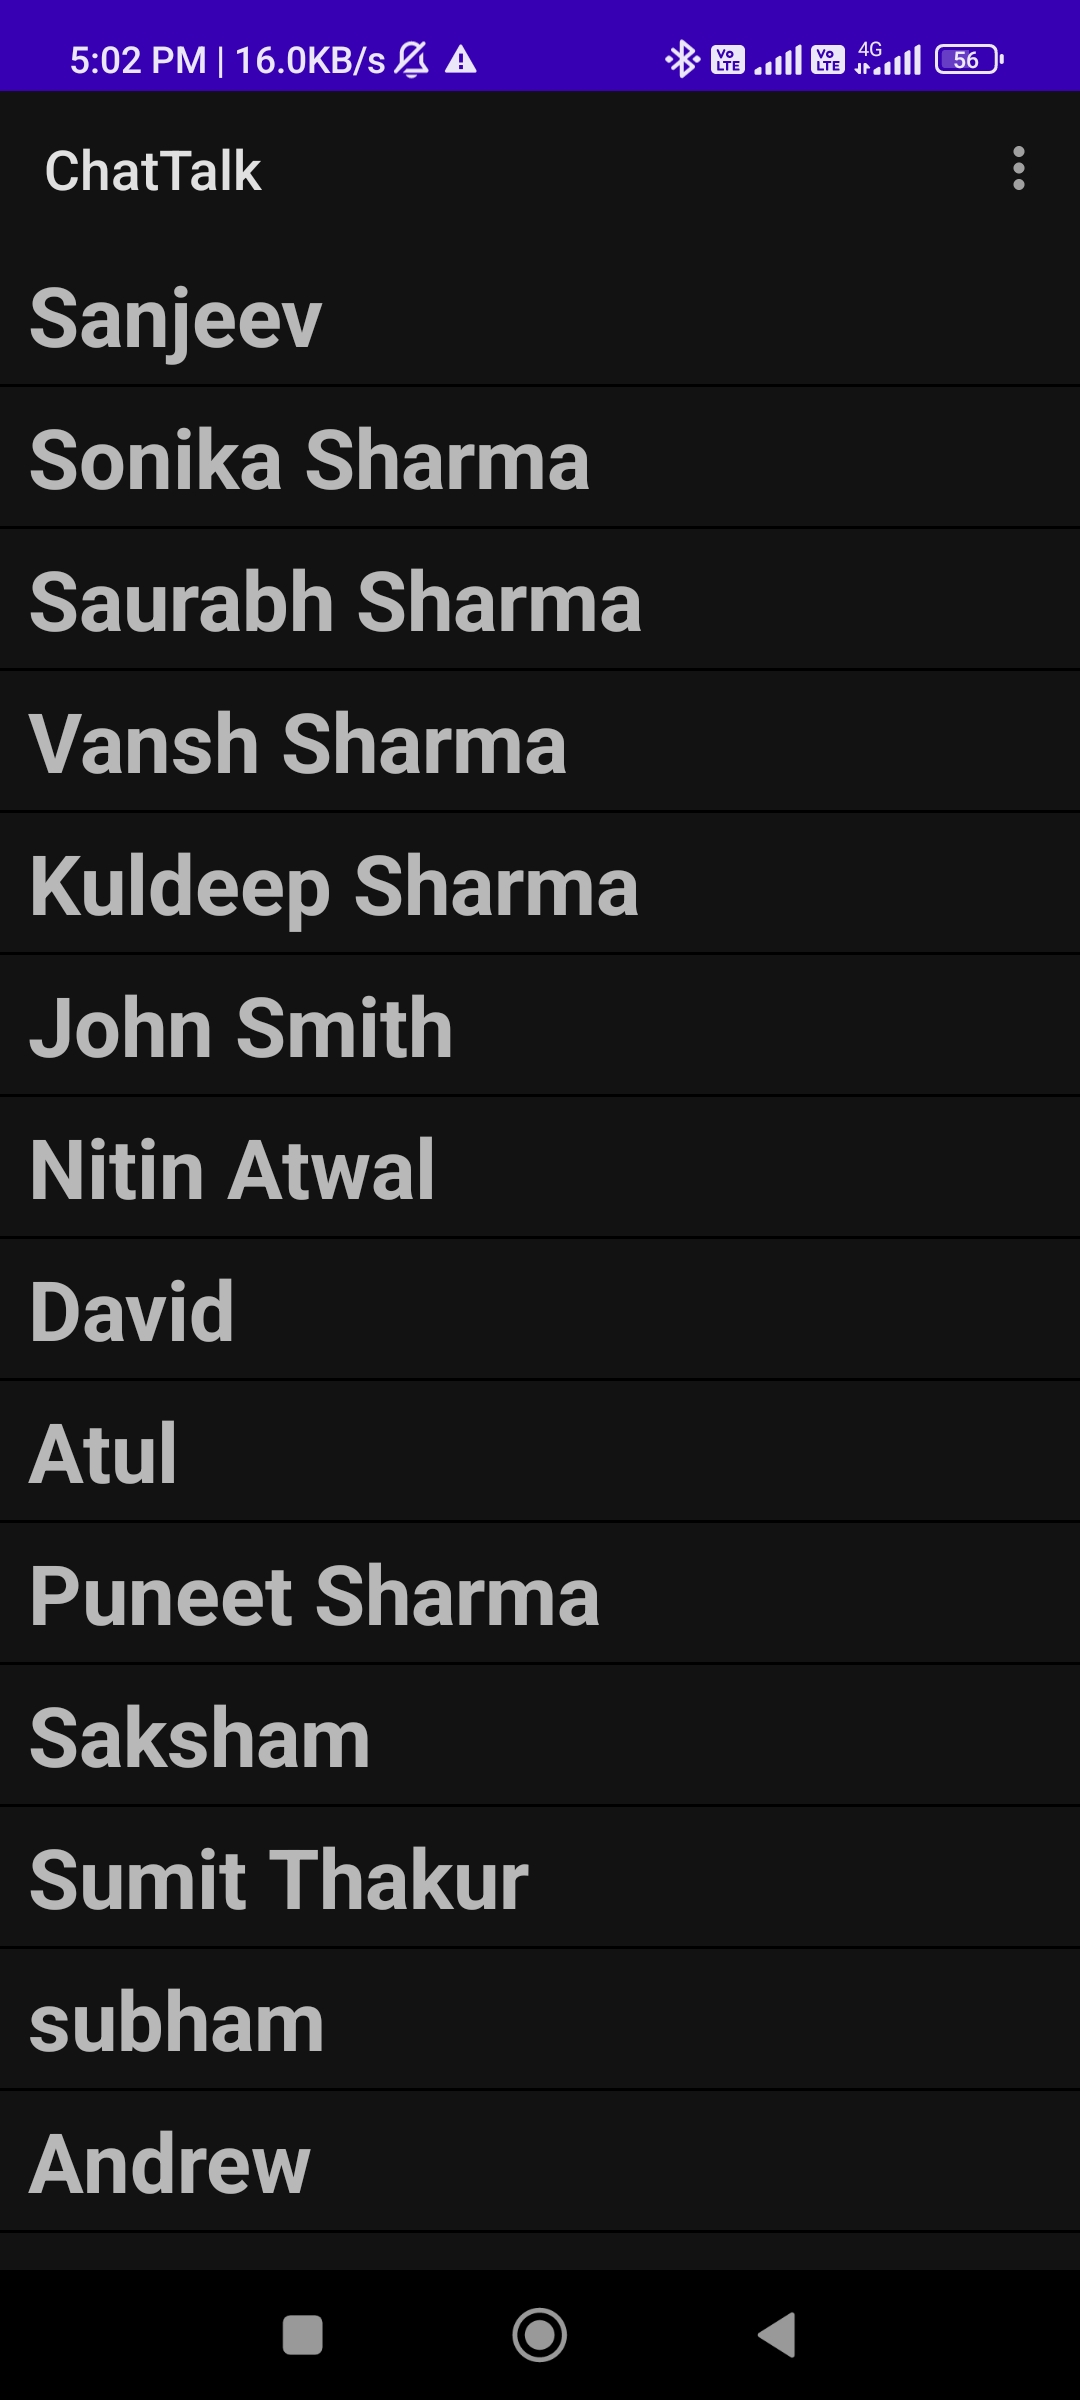 5:02 PM | 16.0KB/s Vo LTE Vo LTE 4G 56
ChatTalk
Sanjeev
Sonika Sharma
Saurabh Sharma
Vansh Sharma
Kuldeep Sharma
John Smith
Nitin Atwal
David
Atul
Puneet Sharma
Saksham
Sumit Thakur
subham
Andrew